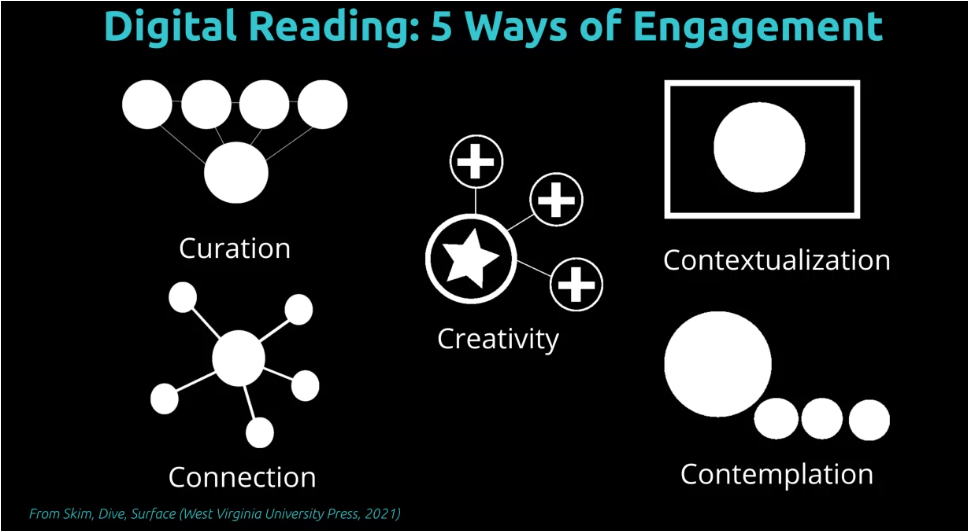 Digital Reading: 5 Ways of Engagement
Curation
Connection
Creativity
Contextualization
Contemplation
From Skim, Dive, Surface (West Virginia University Press, 2021)